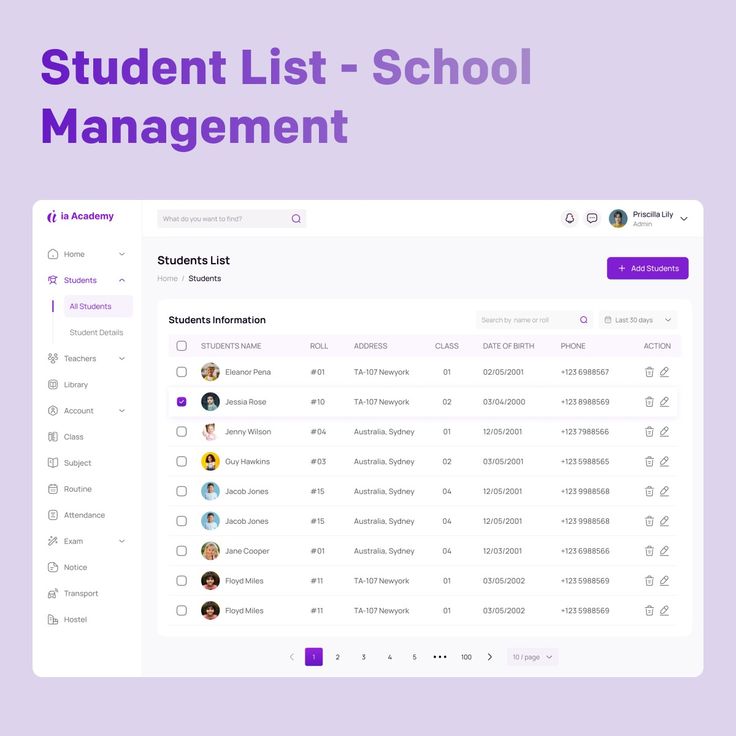 Student List - School
Management
ia Academy
What do you want to find?
Priscilla Lily
Admin
Home
Students
All Students
Student Details
Teachers
Library
Account
Class
Subject
Routine
Attendance
Exam
Notice
Transport
Hostel
Students List
Home / Students
+ Add Students
Students Information
Search by name or roll
Last 30 days
STUDENTS NAME ROLL ADDRESS CLASS DATE OF BIRTH PHONE ACTION
Eleanor Pena #01 TA-107 Newyork 01 02/05/2001 +123 6988567
Jessia Rose #10 TA-107 Newyork 02 03/04/2000 +123 8988569
Jenny Wilson #04 Australia, Sydney 01 12/05/2001 +123 7988566
Guy Hawkins #03 Australia, Sydney 02 03/05/2001 +123 5988565
Jacob Jones #15 Australia, Sydney 04 12/05/2001 +123 9988568
Jacob Jones #15 Australia, Sydney 04 12/05/2001 +123 9988568
Jane Cooper #01 Australia, Sydney 04 12/03/2001 +123 6988566
Floyd Miles #11 TA-107 Newyork 01 03/05/2002 +123 5988569
Floyd Miles #11 TA-107 Newyork 01 03/05/2002 +123 5988569
1 2 3 4 5 ••• 100 10 / page